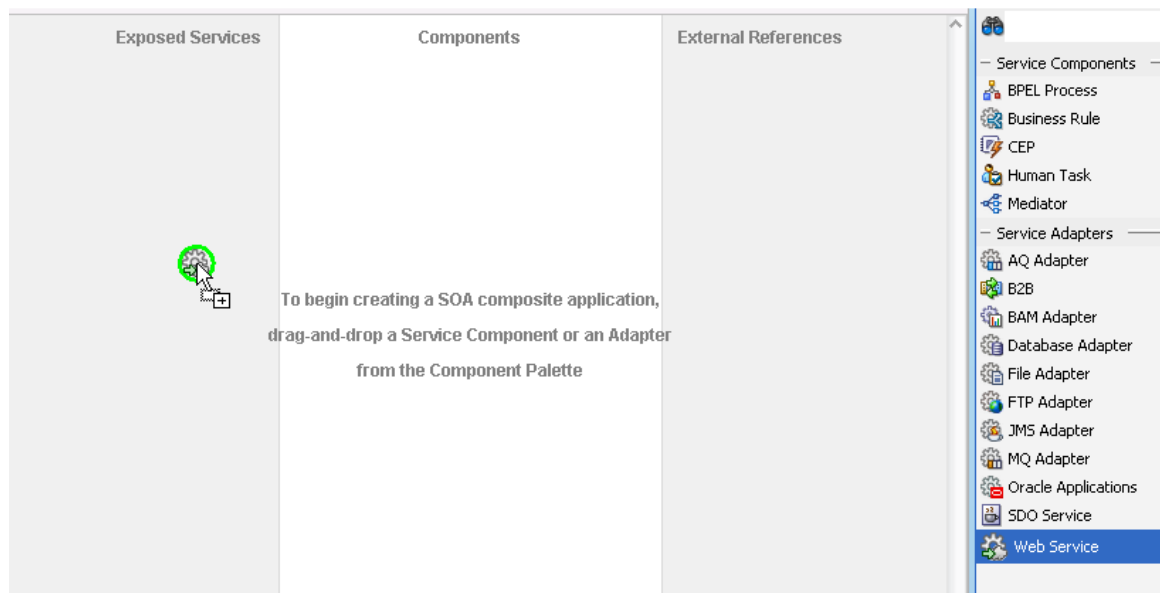 Exposed Services
Components
External References
To begin creating a SOA composite application,
drag-and-drop a Service Component or an Adapter
from the Component Palette
Service Components
BPEL Process
Business Rule
CEP
Human Task
Mediator
Service Adapters
AQ Adapter
B2B
BAM Adapter
Database Adapter
File Adapter
FTP Adapter
JMS Adapter
MQ Adapter
Oracle Applications
SDO Service
Web Service